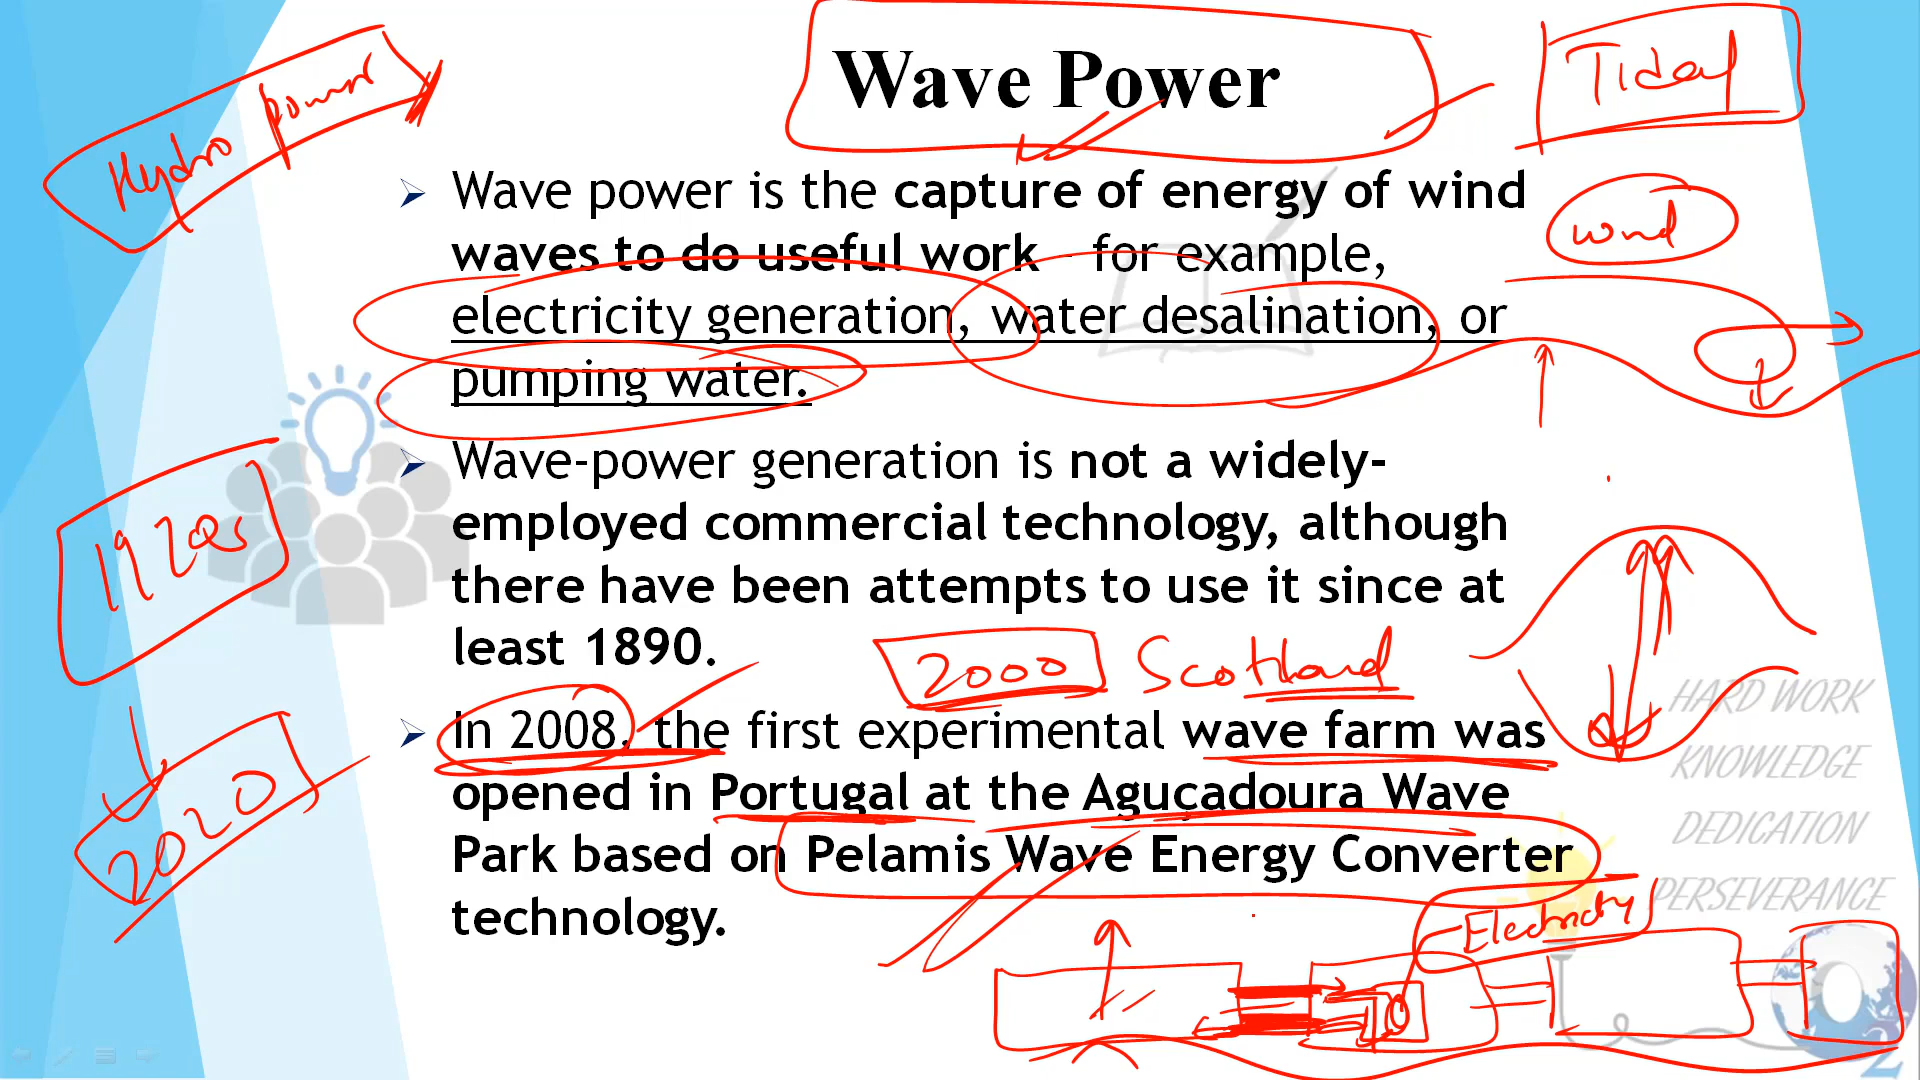 Hydro power
Wave Power
Tidal
wind
Wave power is the capture of energy of wind
waves to do useful work - for example,
electricity generation, water desalination, or
pumping water.
Wave-power generation is not a widely-
employed commercial technology, although
there have been attempts to use it since at
least 1890.
1920s
2000 Scotland
In 2008, the first experimental wave farm was
opened in Portugal at the Aguçadoura Wave
Park based on Pelamis Wave Energy Converter
technology.
2020
Electricity
HARD WORK
KNOWLEDGE
DEDICATION
PERSEVERANCE
O
2